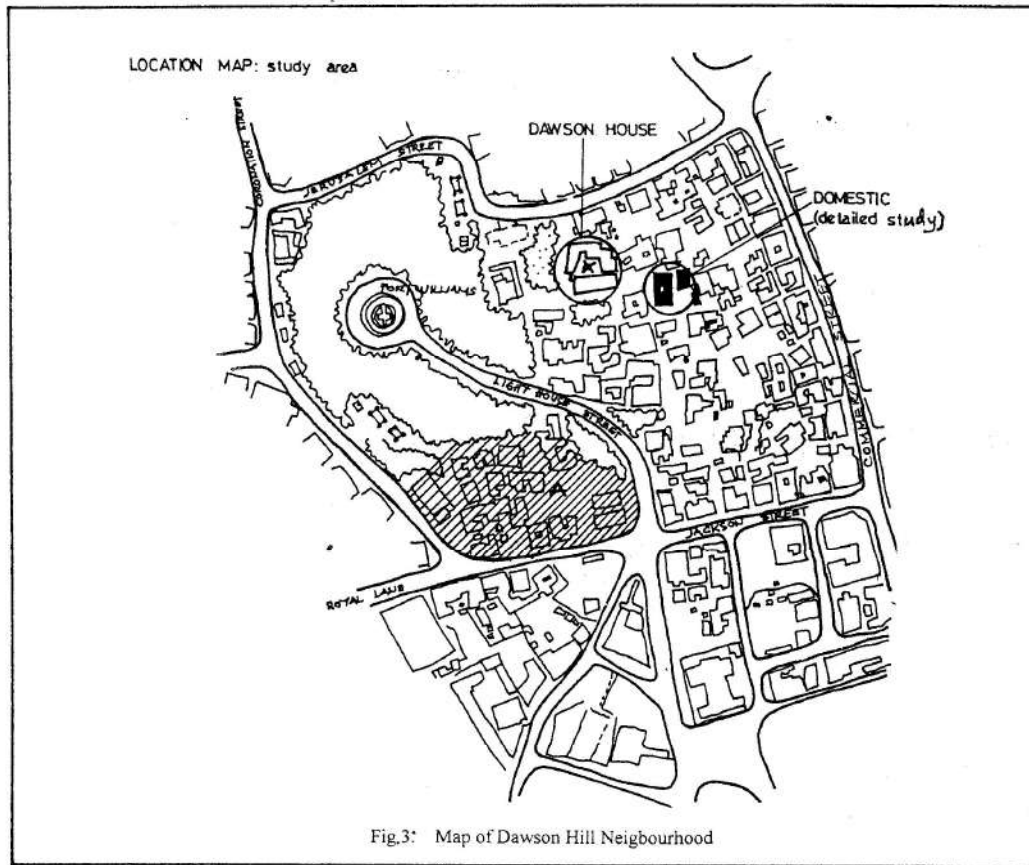 LOCATION MAP: study area
DAWSON HOUSE
CORONATION STREET
JERUSALEM STREET
DOMESTIC
(detailed study)
FORT WILLIAMS
LIGHT HOUSE STREET
COMMERCIAL STREET
A
JACKSON STREET
ROYAL LANE
Fig.3: Map of Dawson Hill Neigbourhood